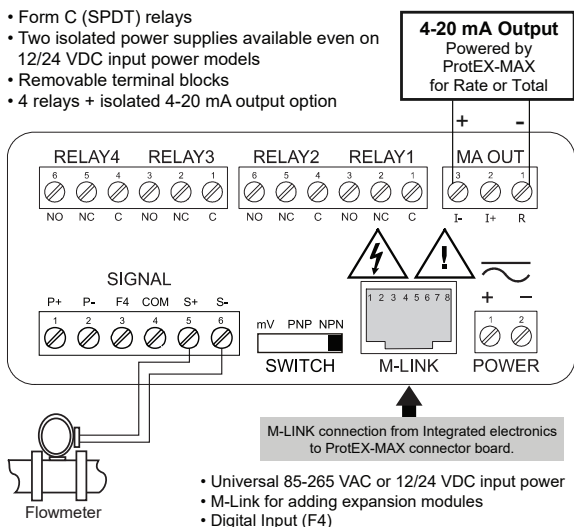 • Form C (SPDT) relays
• Two isolated power supplies available even on
12/24 VDC input power models
• Removable terminal blocks
• 4 relays + isolated 4-20 mA output option
4-20 mA Output
Powered by
ProtEX-MAX
for Rate or Total
+ -
RELAY4 RELAY3 RELAY2 RELAY1 MA OUT
6 5 4 3 2 1 6 5 4 3 2 1 3 2 1
NO NC C NO NC C NO NC C NO NC C I- I+ R
SIGNAL
P+ P- F4 COM S+ S-
1 2 3 4 5 6
mV PNP NPN
SWITCH
1 2 3 4 5 6 7 8
M-LINK
+ −
1 2
POWER
M-LINK connection from Integrated electronics
to ProtEX-MAX connector board.
Flowmeter
• Universal 85-265 VAC or 12/24 VDC input power
• M-Link for adding expansion modules
• Digital Input (F4)